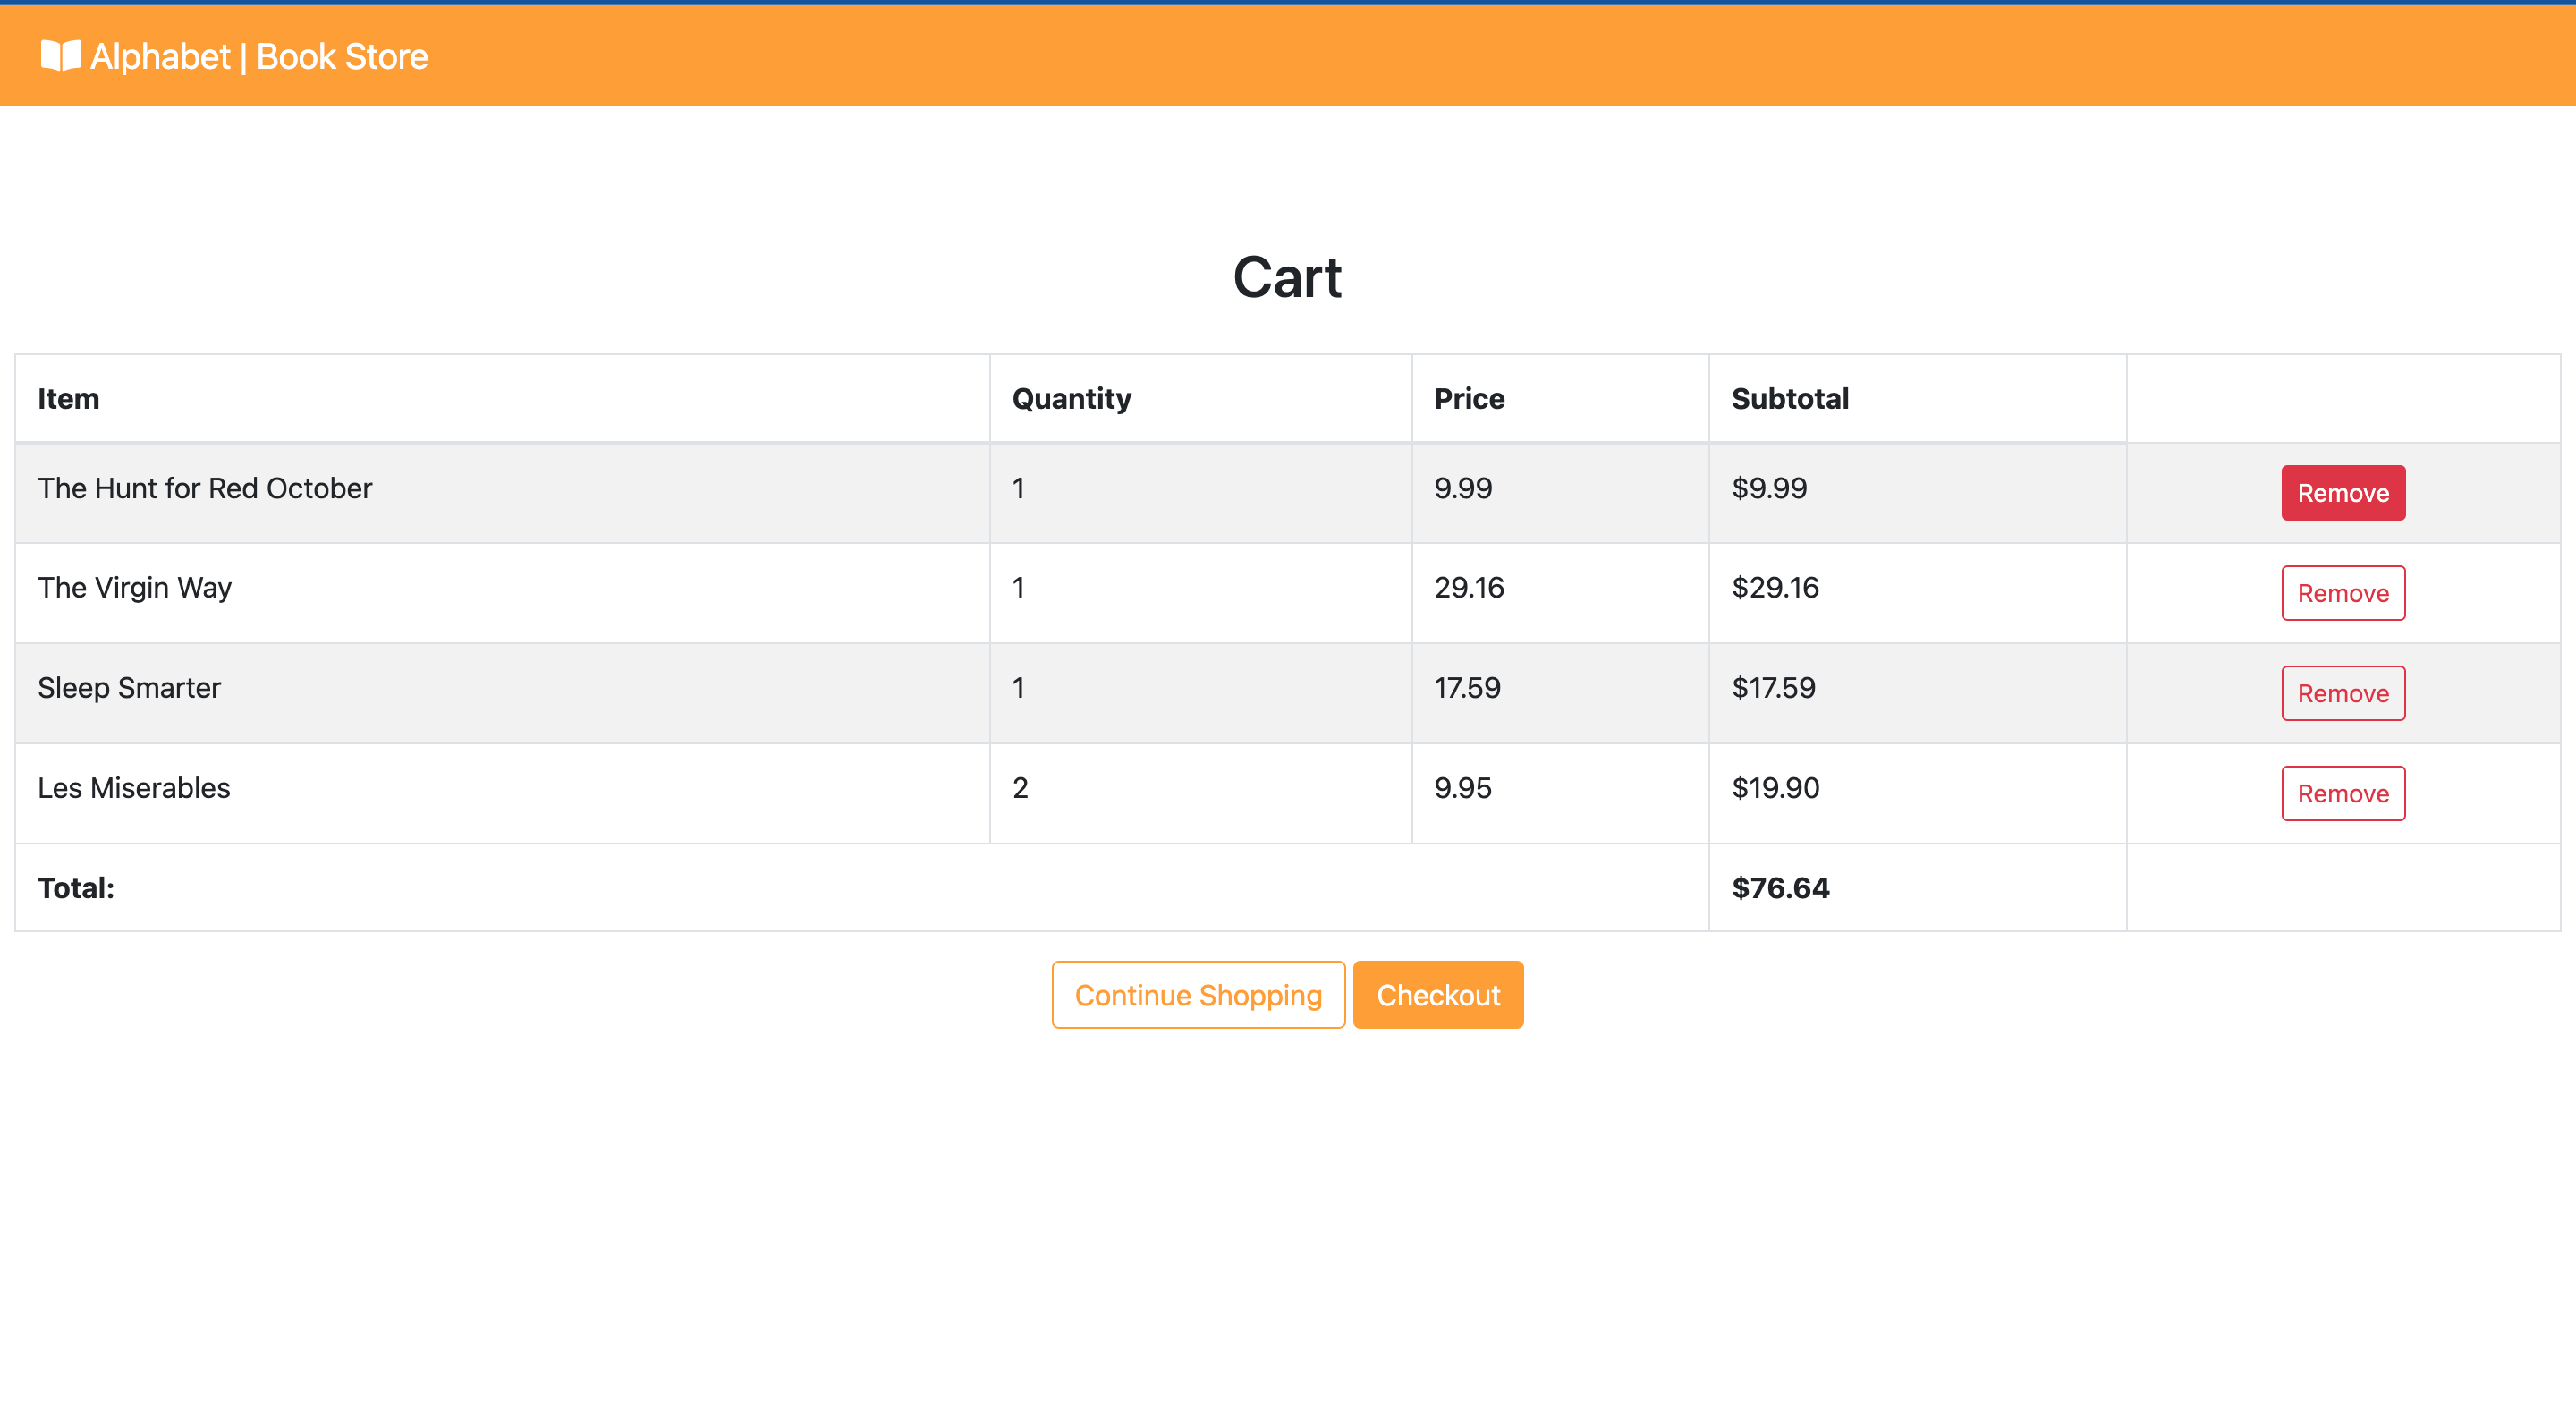 Alphabet | Book Store
Cart
Item Quantity Price Subtotal
The Hunt for Red October 1 9.99 $9.99 Remove
The Virgin Way 1 29.16 $29.16 Remove
Sleep Smarter 1 17.59 $17.59 Remove
Les Miserables 2 9.95 $19.90 Remove
Total: $76.64
Continue Shopping Checkout